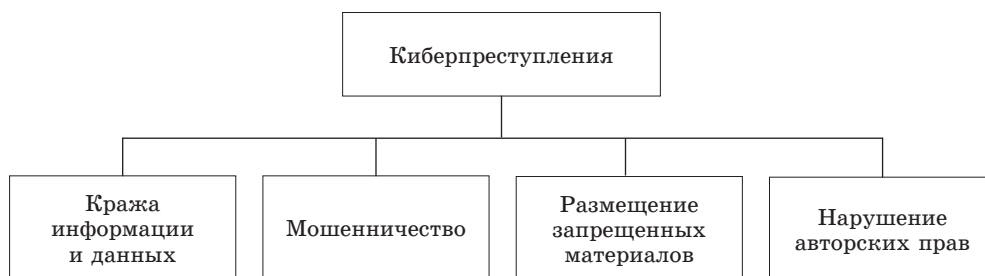 Киберпреступления
Кража
информации
и данных
Мошенничество
Размещение
запрещенных
материалов
Нарушение
авторских прав